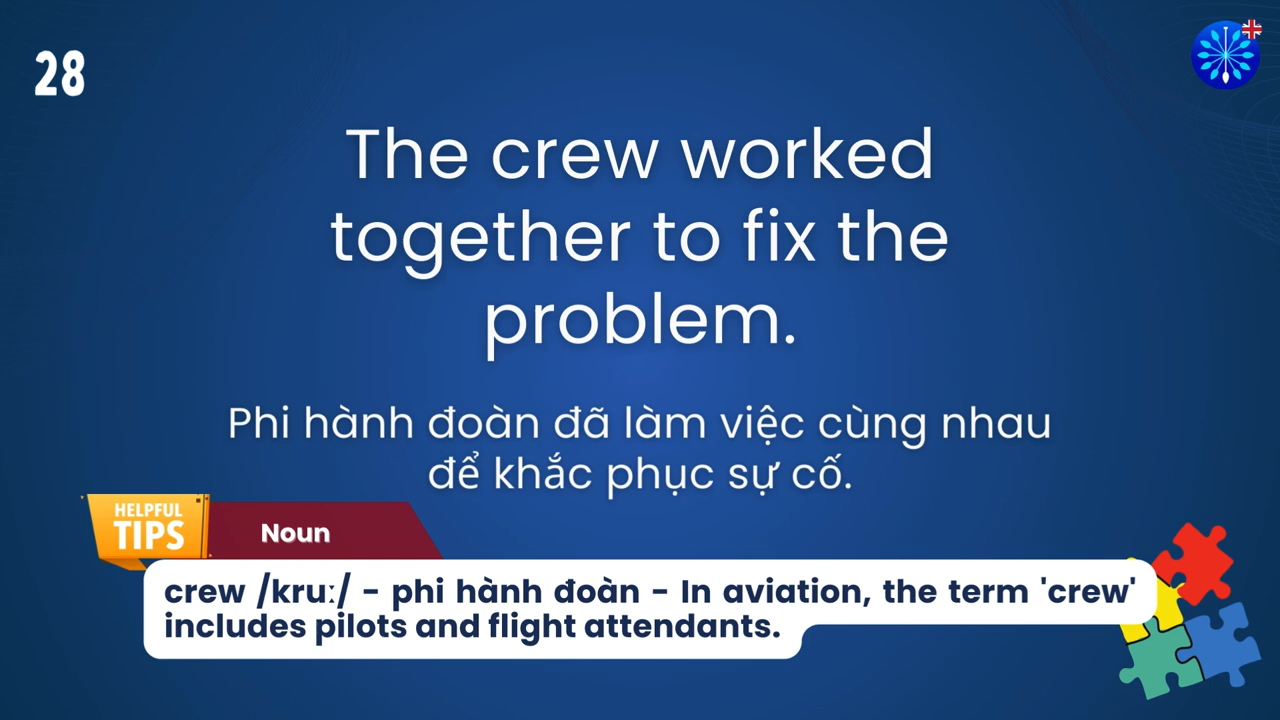 28
The crew worked
together to fix the
problem.
Phi hành đoàn đã làm việc cùng nhau
để khắc phục sự cố.
HELPFUL
TIPS
Noun
crew /kruː/ - phi hành đoàn - In aviation, the term 'crew'
includes pilots and flight attendants.